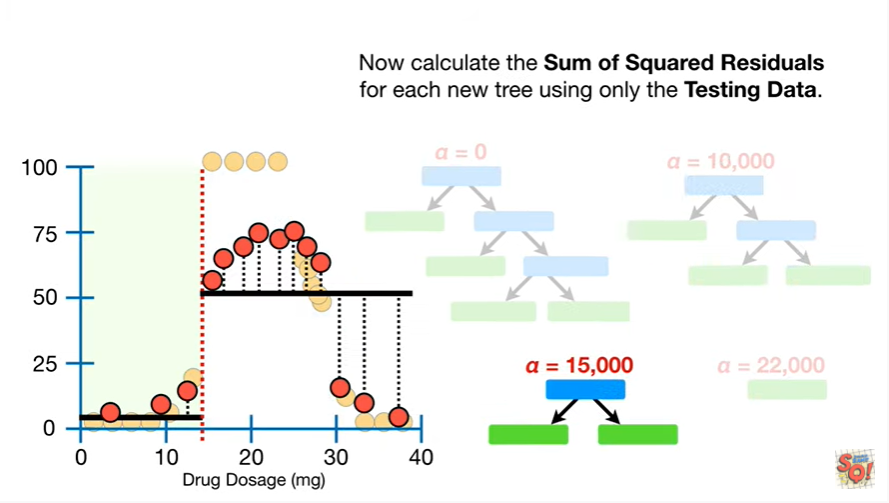 Now calculate the Sum of Squared Residuals
for each new tree using only the Testing Data.
100
75
50
25
0
0 10 20 30 40
Drug Dosage (mg)
α = 0
α = 10,000
α = 15,000
α = 22,000
SQ!